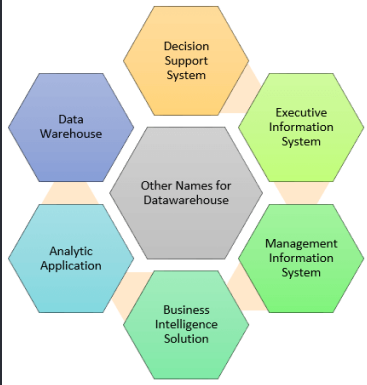 Decision
Support
System
Executive
Information
System
Management
Information
System
Business
Intelligence
Solution
Analytic
Application
Data
Warehouse
Other Names for
Datawarehouse